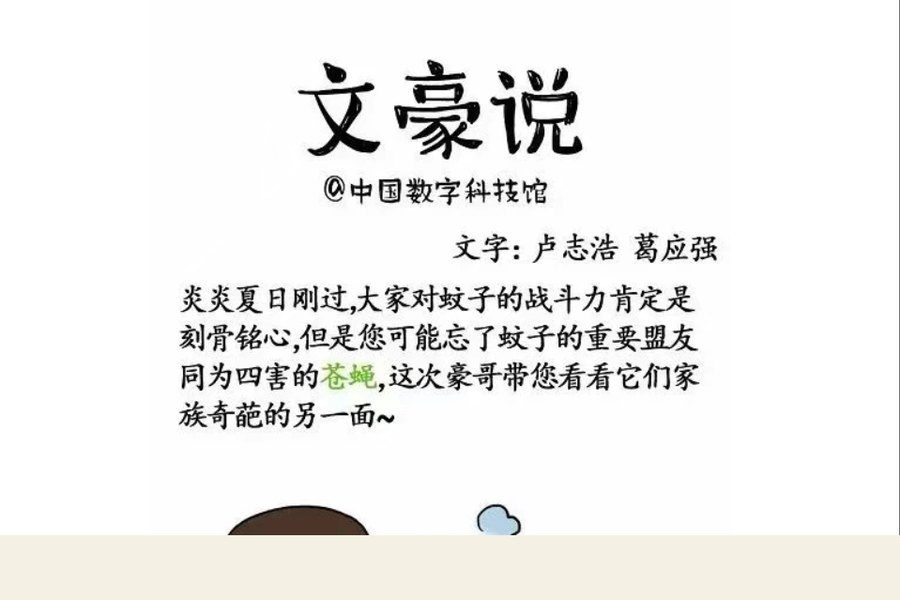 文豪说
@中国数字科技馆
文字：卢志浩 葛应强
炎炎夏日刚过,大家对蚊子的战斗力肯定是
刻骨铭心,但是您可能忘了蚊子的重要盟友
同为四害的苍蝇,这次豪哥带您看看它们家
族奇葩的另一面~